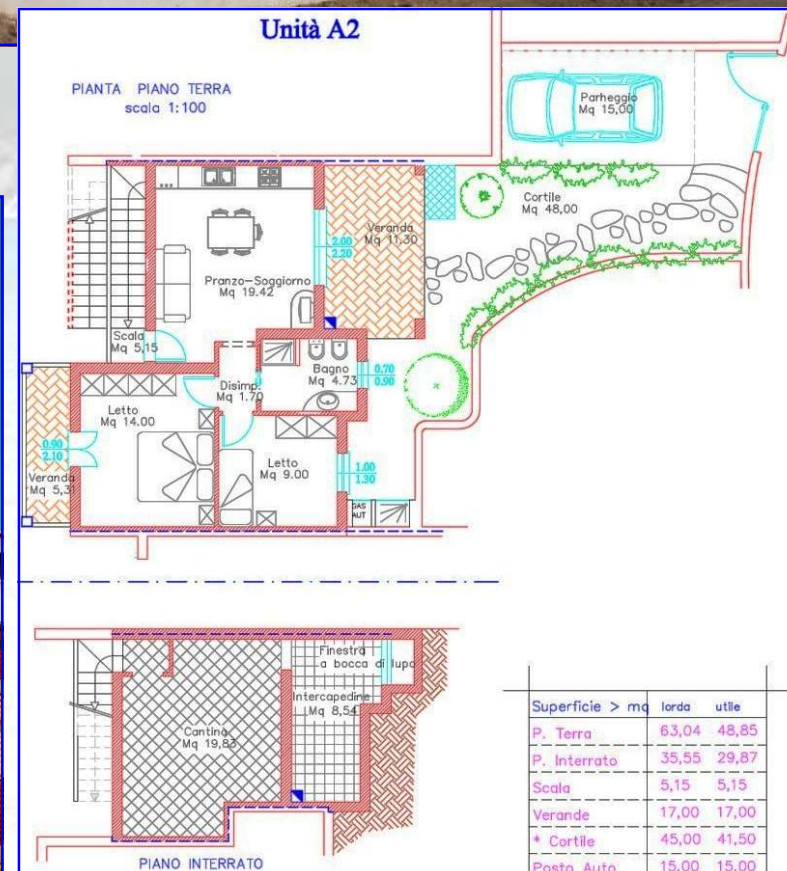 Unità A2
PIANTA PIANO TERRA
scala 1:100
Parheggio
Mq 15,00
Cortile
Mq 48,00
Veranda
Mq 11.30
2.00
2.20
Pranzo-Soggiorno
Mq 19.42
Scala
Mq 5,15
Disimp.
Mq 1.70
Bagno
Mq 4.73
0.70
0.90
Letto
Mq 14.00
0.90
2.10
Veranda
Mq 5,31
Letto
Mq 9.00
1.00
1.30
GAS
AUT
Finestra
a bocca di lupo
Intercapedine
Mq 8,54
Cantina
Mq 19,83
PIANO INTERRATO
Superficie > mq lorda utile
P. Terra 63,04 48,85
P. Interrato 35,55 29,87
Scala 5,15 5,15
Verande 17,00 17,00
* Cortile 45,00 41,50
Posto Auto 15,00 15,00